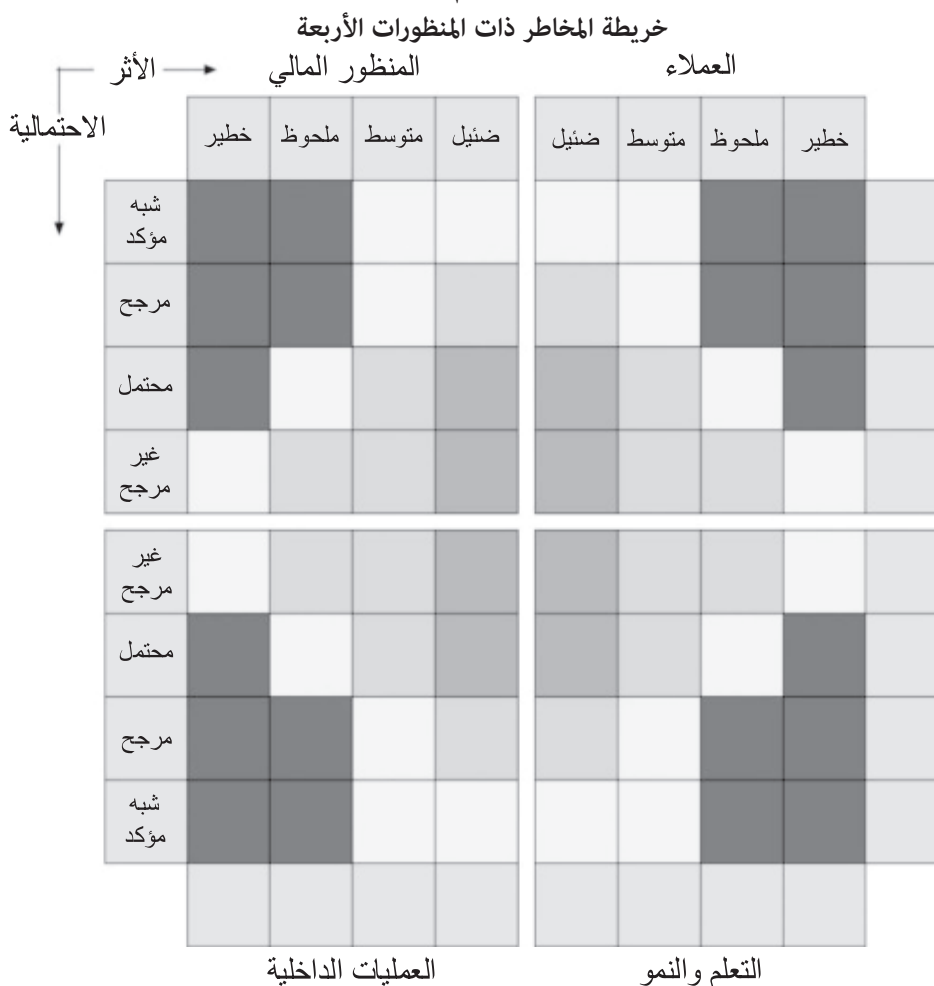 خريطة المخاطر ذات المنظورات الأربعة
العملاء
المنظور المالي
الأثر
الاحتمالية
خطير ملحوظ متوسط ضئيل
ضئيل متوسط ملحوظ خطير
شبه
مؤكد
مرجح
محتمل
غير
مرجح
غير
مرجح
محتمل
مرجح
شبه
مؤكد
العمليات الداخلية
التعلم والنمو